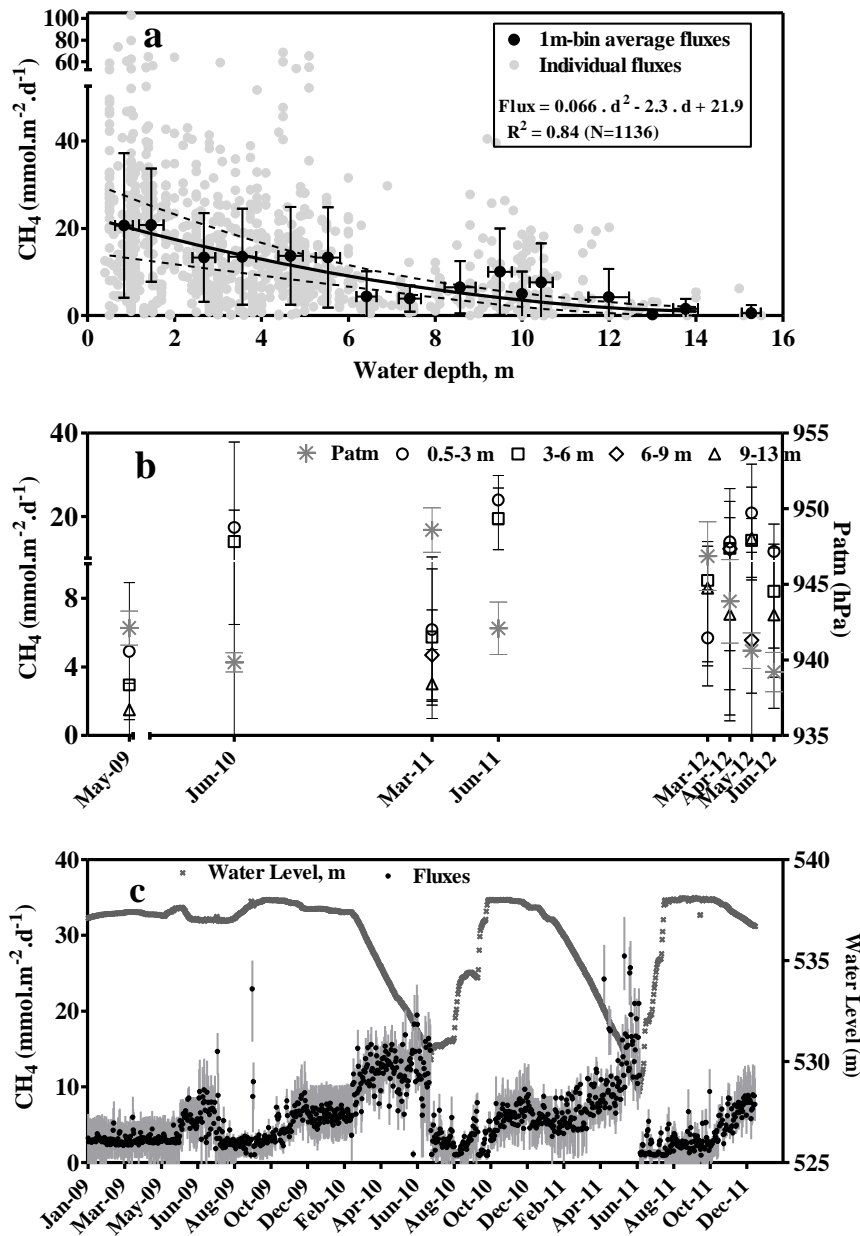 a
1m-bin average fluxes
Individual fluxes
Flux = 0.066 . d2 - 2.3 . d + 21.9
R2 = 0.84 (N=1136)
CH4 (mmol.m-2.d-1)
100
80
60
40
20
0
0 2 4 6 8 10 12 14 16
Water depth, m
b
Patm 0.5-3 m 3-6 m 6-9 m 9-13 m
CH4 (mmol.m-2.d-1)
40
20
8
4
0
955
950
945
940
935
Patm (hPa)
May-09 Jun-10 Mar-11 Jun-11 Mar-12 Apr-12 May-12 Jun-12
c
Water Level, m Fluxes
CH4 (mmol.m-2.d-1)
40
30
20
10
0
540
535
530
525
Water Level (m)
Jan-09 Mar-09 May-09 Jun-09 Aug-09 Oct-09 Dec-09 Feb-10 Apr-10 Jun-10 Aug-10 Oct-10 Dec-10 Feb-11 Apr-11 Jun-11 Aug-11 Oct-11 Dec-11